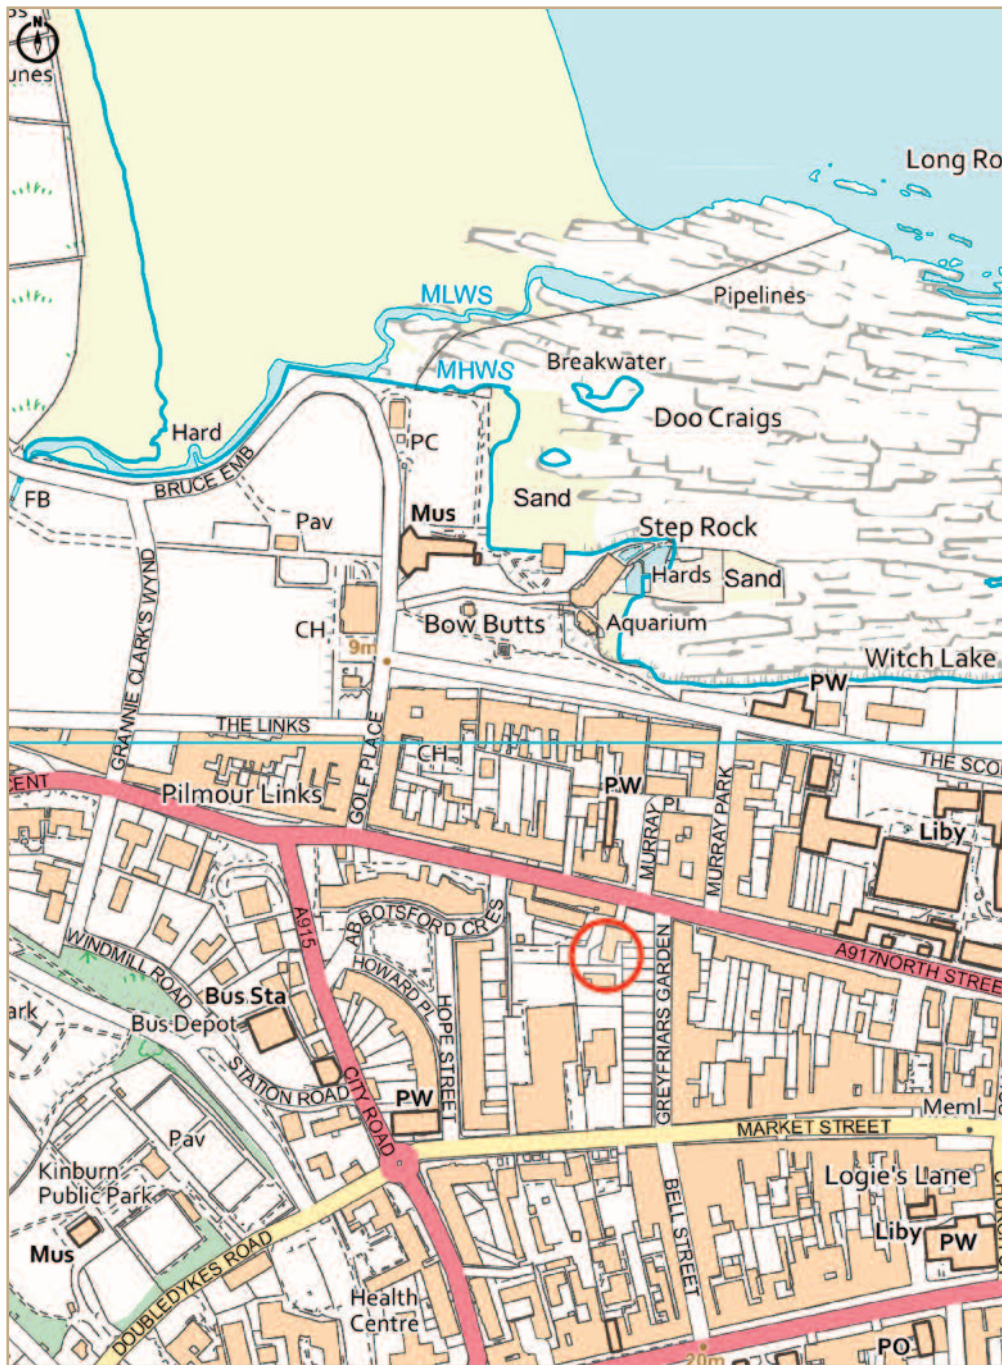 N
unes
Long Ro
MLWS
Pipelines
MHWS
Breakwater
Doo Craigs
Hard
PC
BRUCE EMB
FB
Sand
Mus
Pav
Step Rock
Hards
Sand
GRANNIE CLARK'S WYND
CH
Bow Butts
Aquarium
9m
Witch Lake
PW
THE LINKS
GOLF PLACE
CH
THE SCO
CENT
Pilmour Links
PW
MURRAY PL
MURRAY PARK
Liby
A915
ABBOTSFORD CRES
WINDMILL ROAD
HOWARD PL
HOPE STREET
GREYFRIARS GARDEN
A917
NORTH STREE
ark
Bus Sta
Bus Depot
STATION ROAD
CITY ROAD
PW
Meml
MARKET STREET
Pav
Kinburn
Public Park
Logie's Lane
BELL STREET
Mus
Liby
PW
DOUBLEDYKES ROAD
Health
Centre
PO
20m